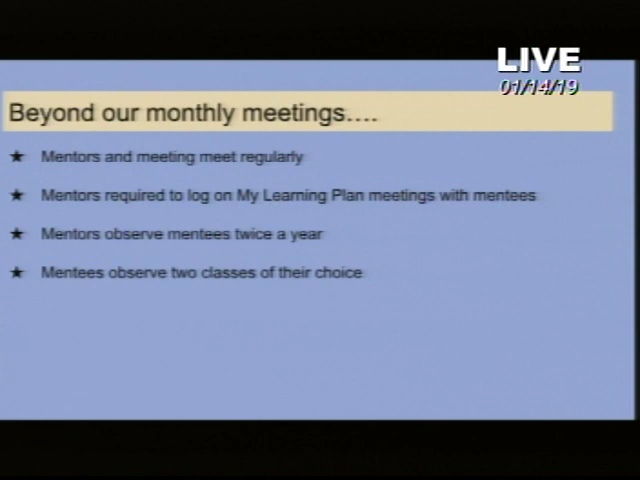 LIVE
01/14/19
Beyond our monthly meetings....
★ Mentors and meeting meet regularly
★ Mentors required to log on My Learning Plan meetings with mentees
★ Mentors observe mentees twice a year
★ Mentees observe two classes of their choice